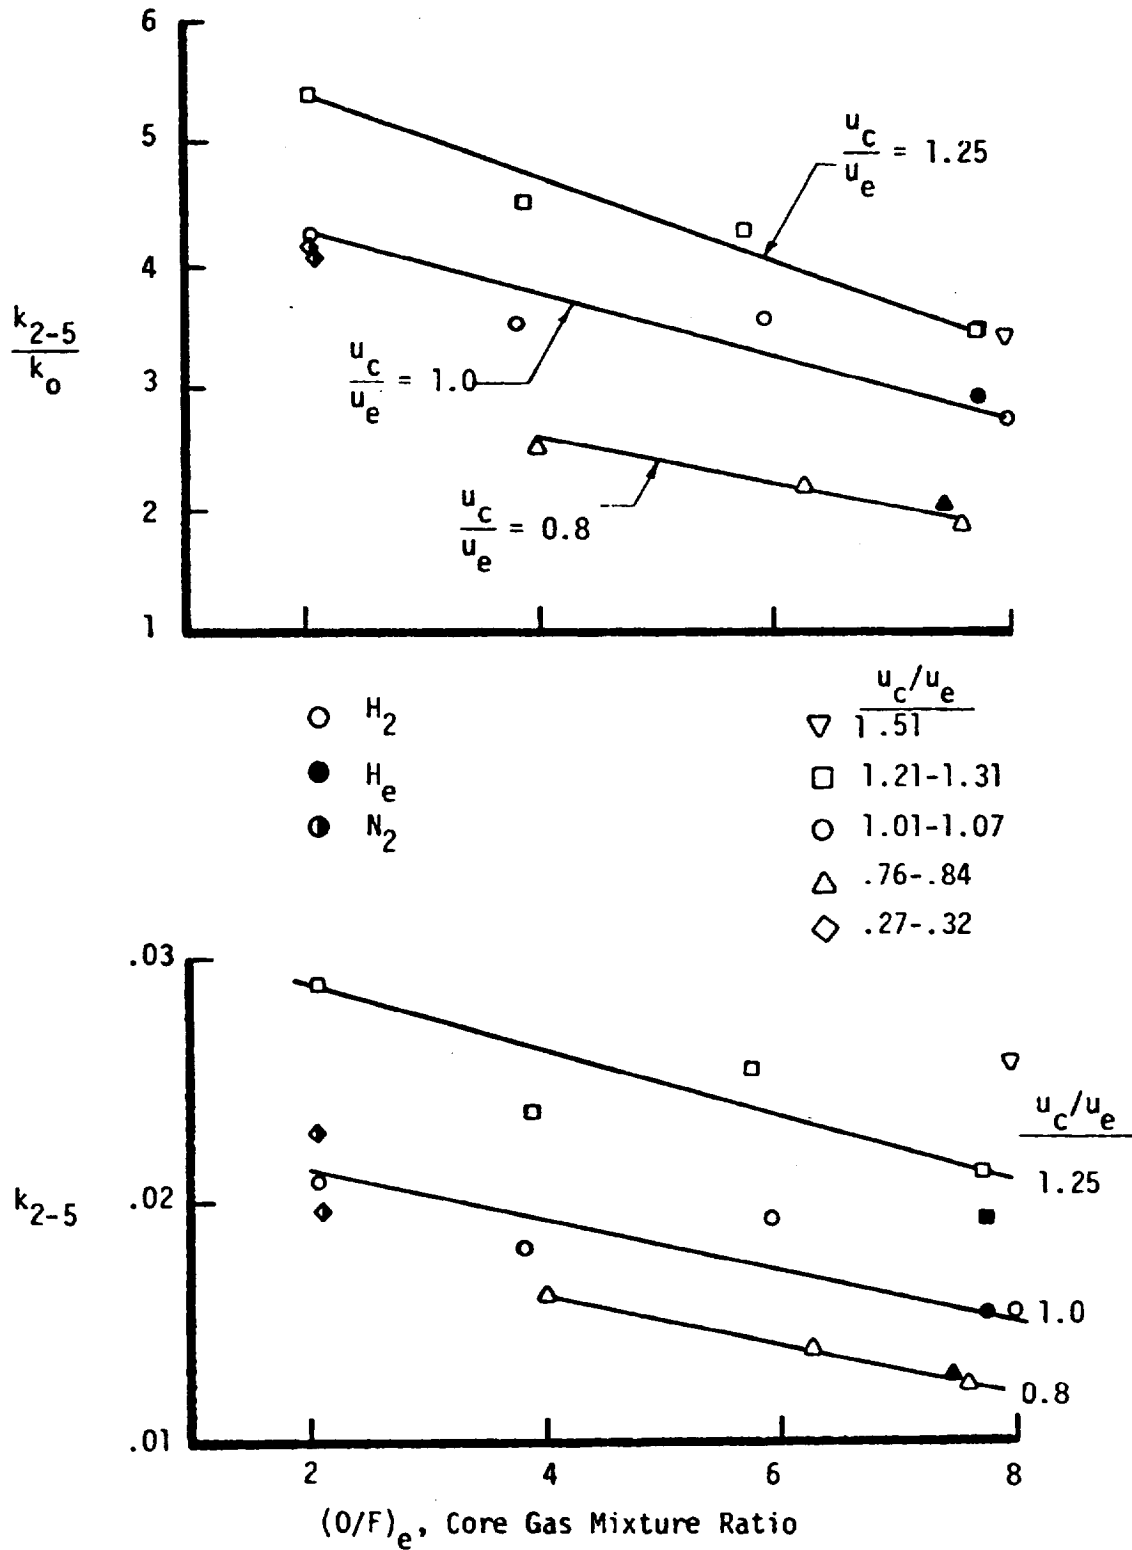 6
5
4
3
2
1
k2-5
ko
uc
ue = 1.25
uc
ue = 1.0
uc
ue = 0.8
H2
He
N2
uc/ue
1.51
1.21-1.31
1.01-1.07
.76-.84
.27-.32
.03
.02
.01
k2-5
uc/ue
1.25
1.0
0.8
2 4 6 8
(O/F)e, Core Gas Mixture Ratio